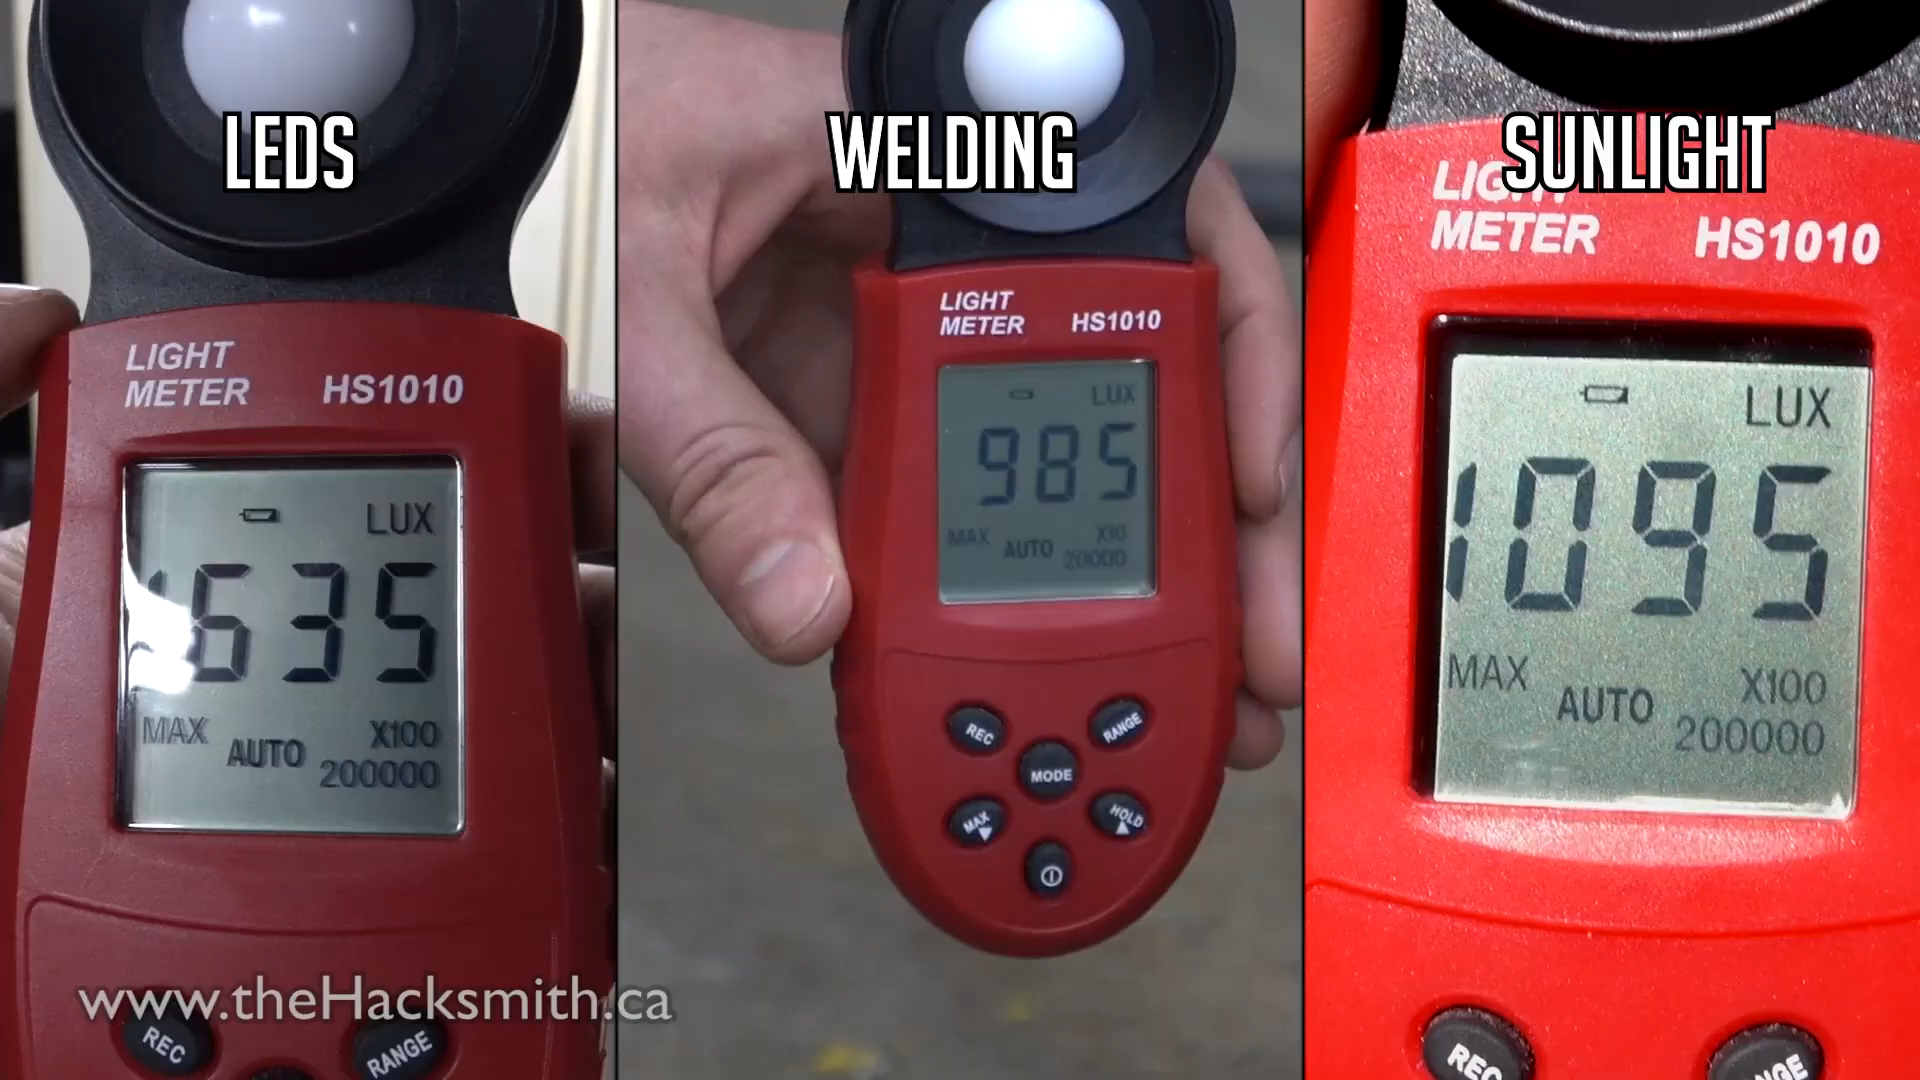 LEDS
LIGHT
METER HS1010
LUX
1635
MAX AUTO X100
200000
REC RANGE
www.theHacksmith.ca
WELDING
LIGHT
METER HS1010
LUX
985
MAX AUTO X10
20000
REC RANGE
MODE
MAX HOLD
SUNLIGHT
LIGHT
METER HS1010
LUX
1095
MAX AUTO X100
200000
REC